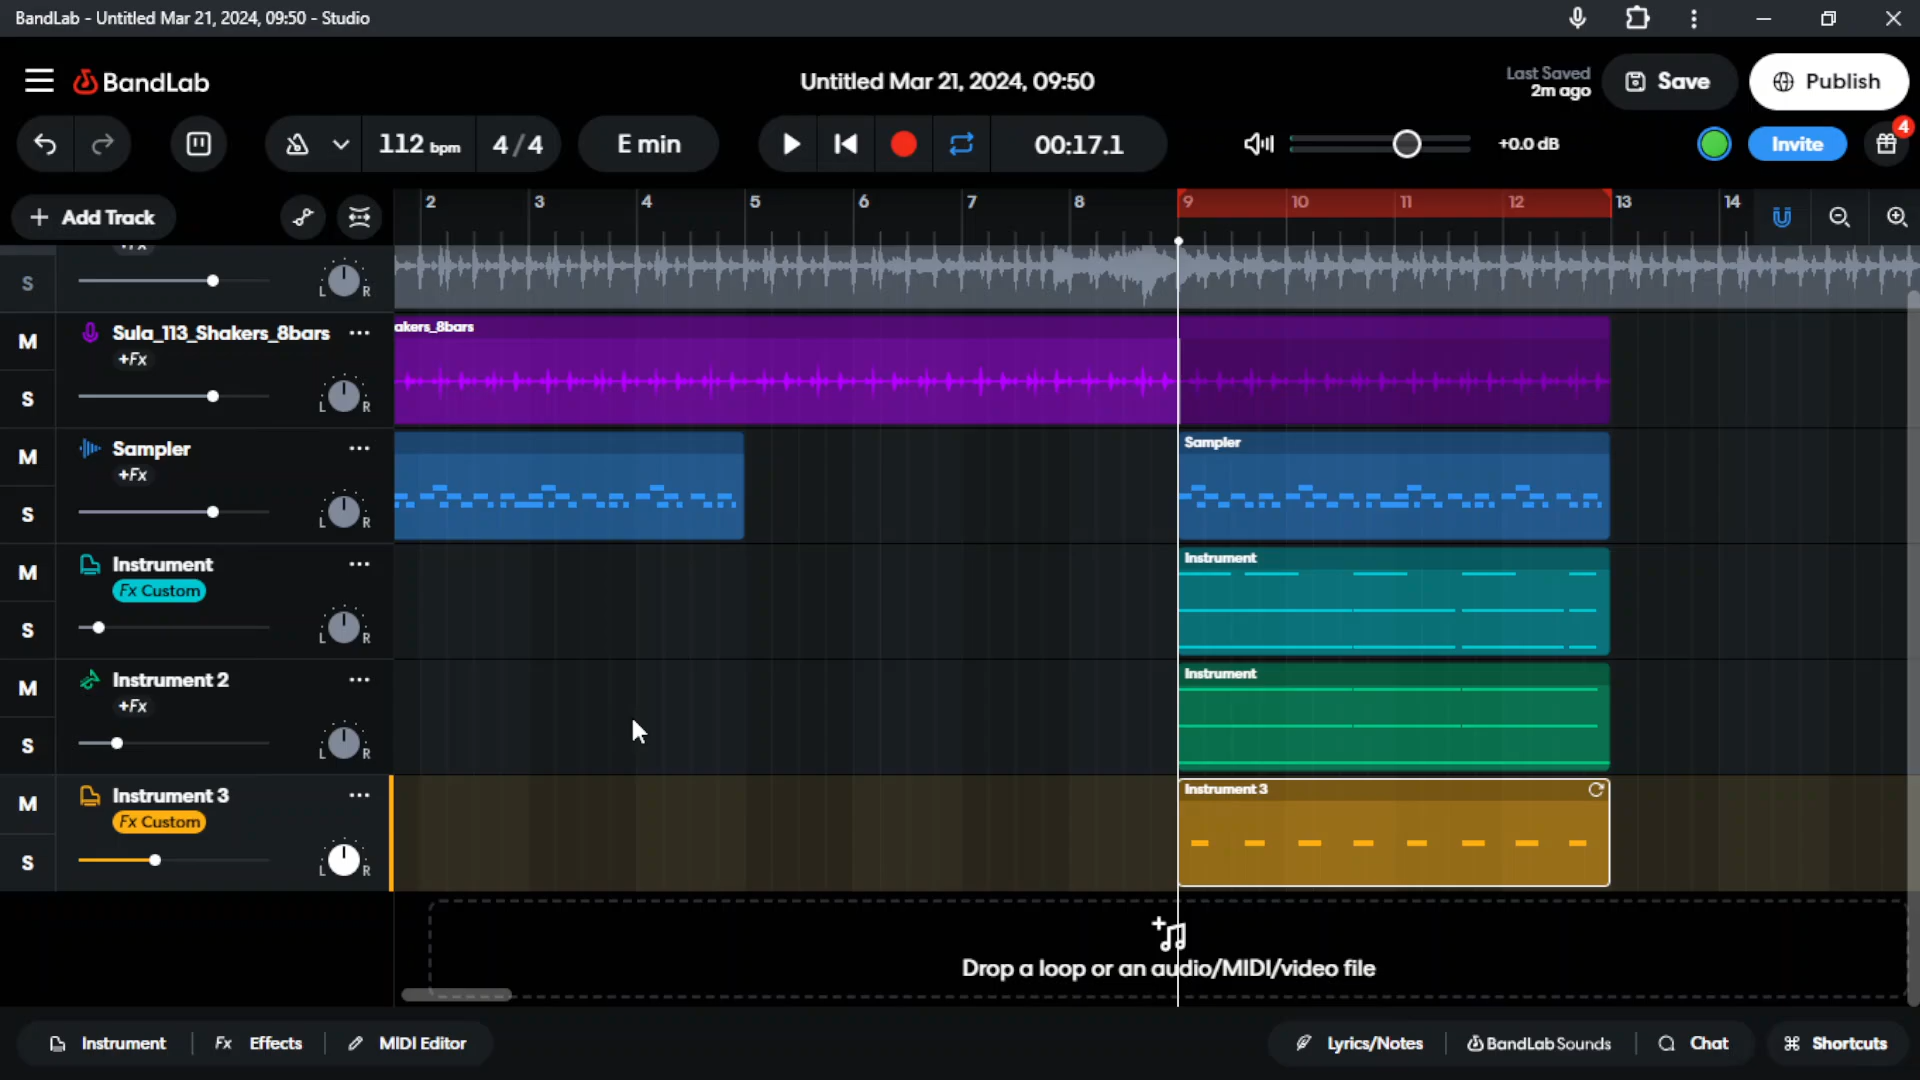 BandLab - Untitled Mar 21, 2024, 09:50 - Studio
BandLab
Untitled Mar 21, 2024, 09:50
Last Saved
2m ago
Save
Publish
4
112 bpm
4/4
E min
00:17.1
+0.0 dB
Invite
+ Add Track
2 3 4 5 6 7 8 9 10 11 12 13 14
S
L R
M
Sula_113_Shakers_8bars
akers_8bars
+Fx
S
L R
M
Sampler
Sampler
+Fx
S
L R
M
Instrument
Instrument
Fx Custom
S
L R
M
Instrument 2
Instrument
+Fx
S
L R
M
Instrument 3
Instrument 3
Fx Custom
S
L R
Drop a loop or an audio/MIDI/video file
Instrument
Fx Effects
MIDI Editor
Lyrics/Notes
BandLab Sounds
Chat
⌘ Shortcuts